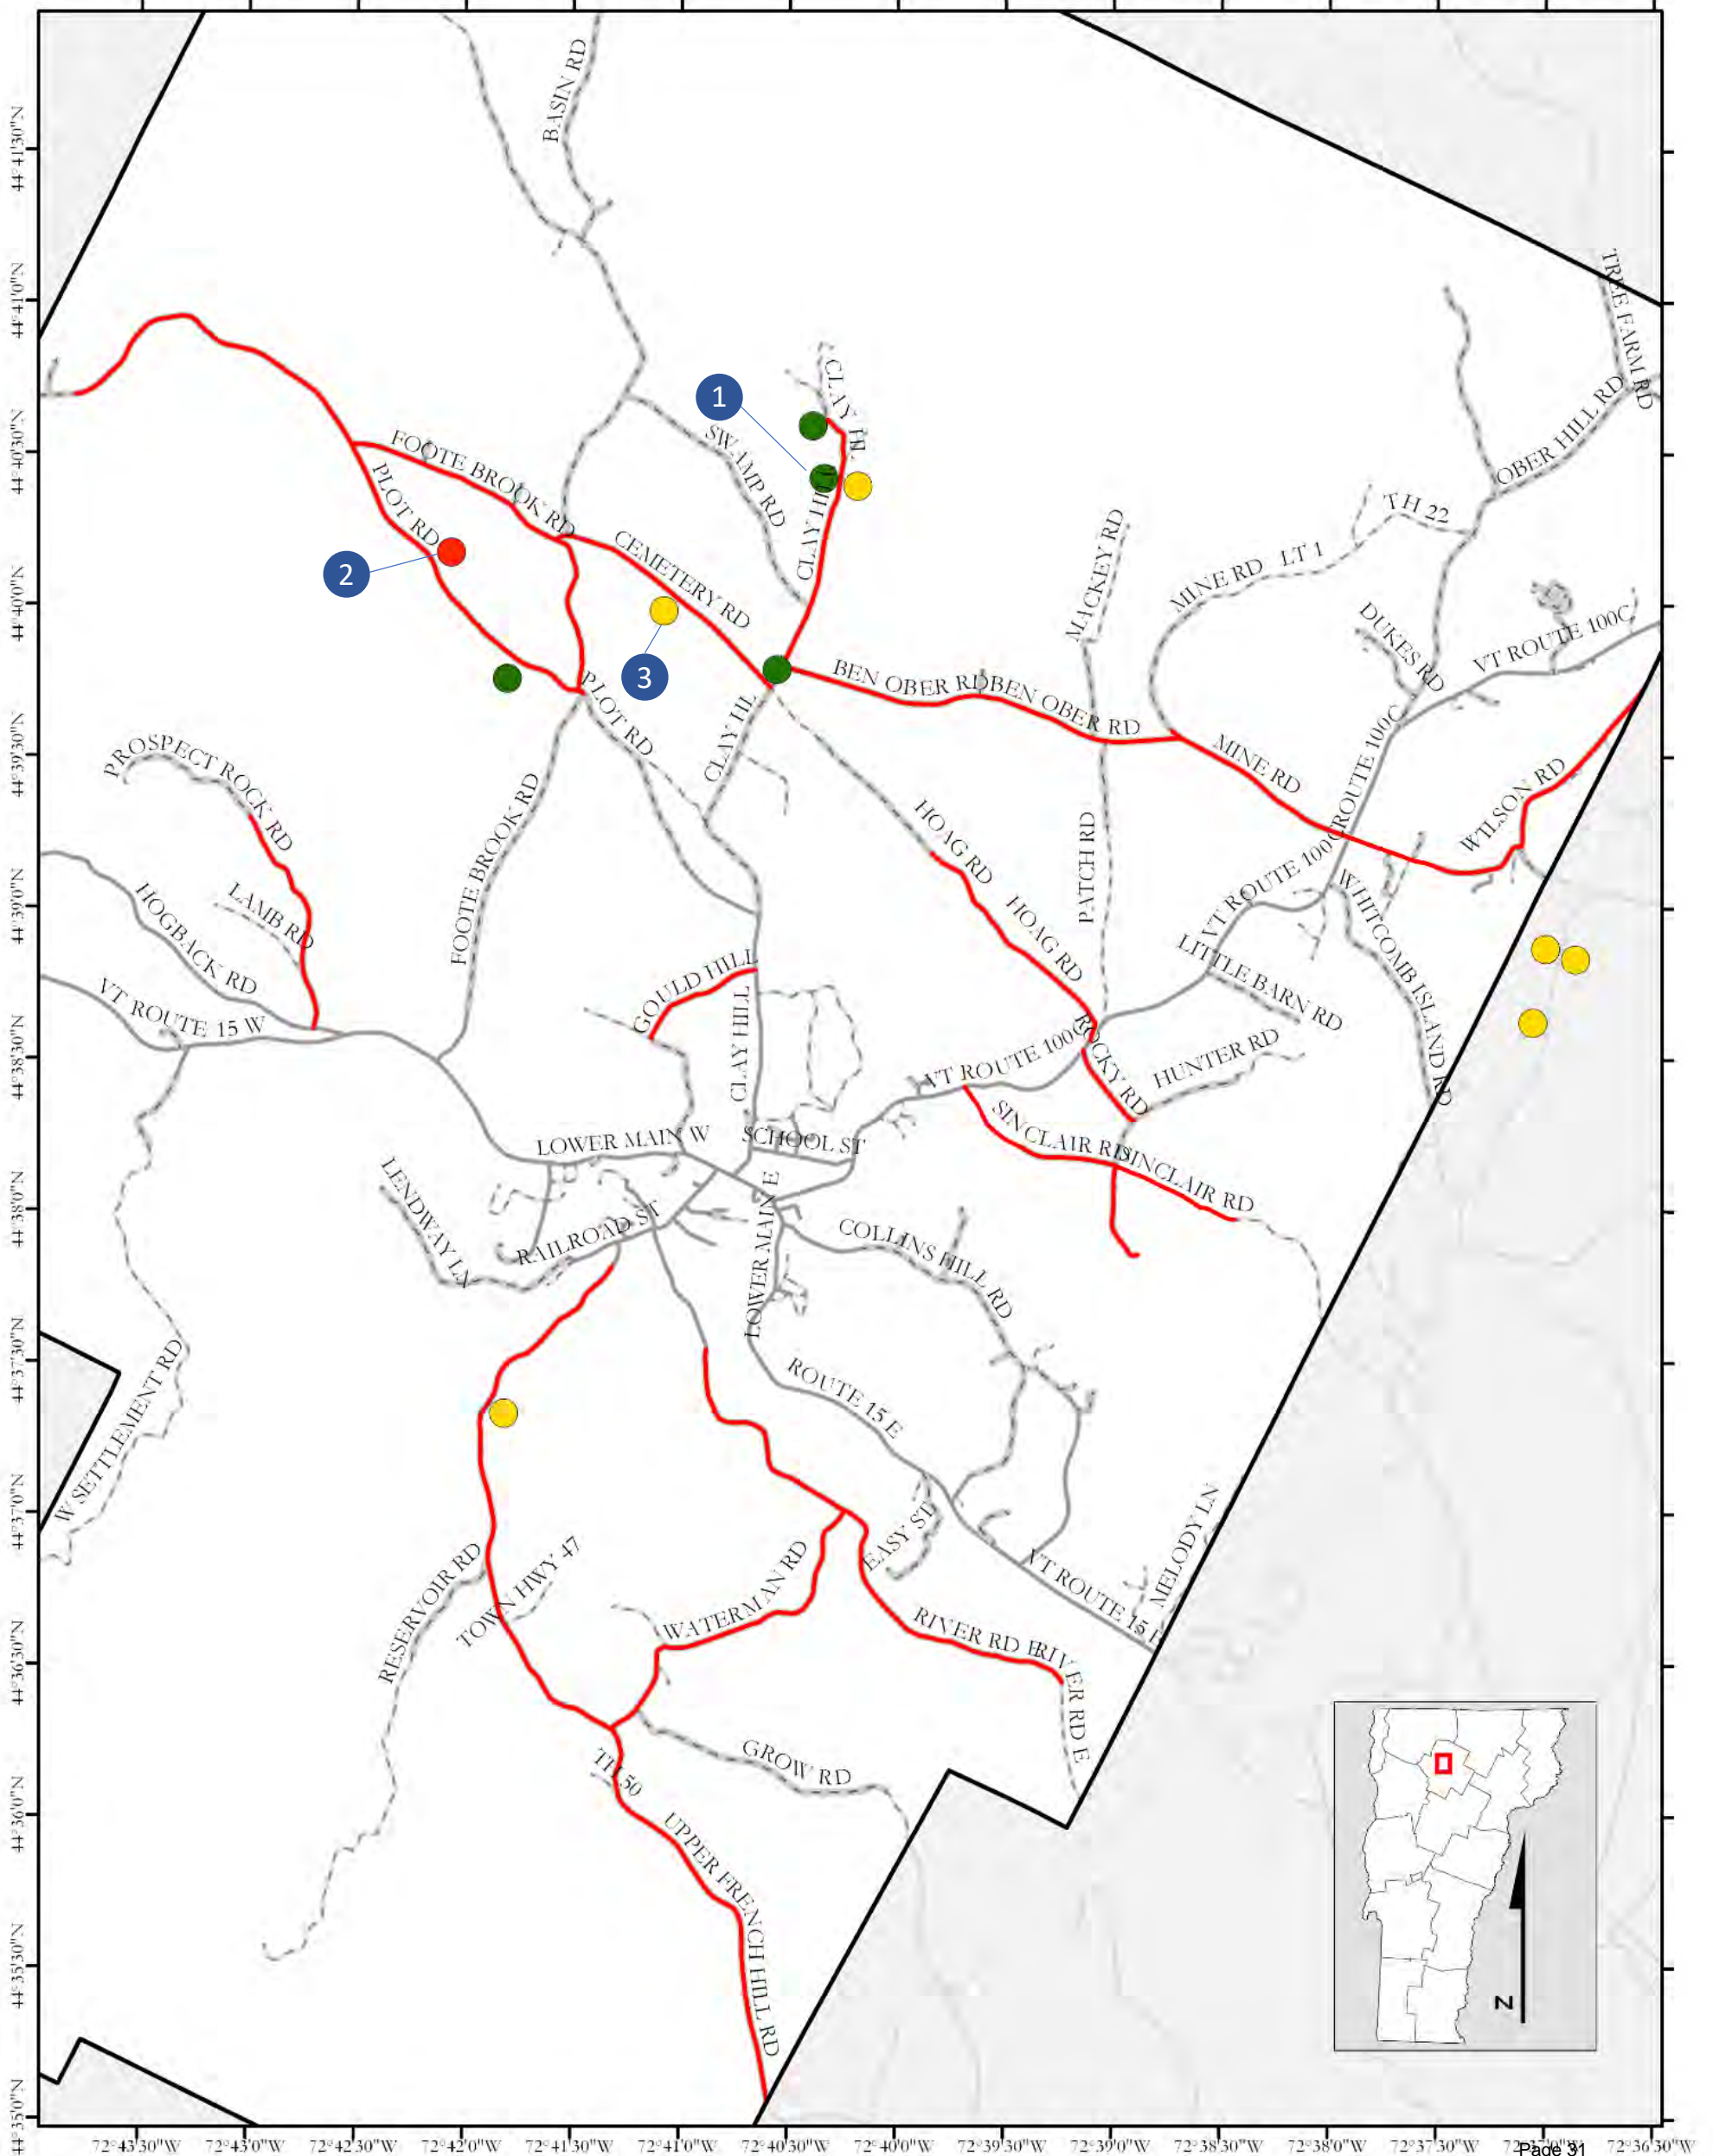 BASIN RD
44°41'30"N
TREE FARM RD
44°41'0"N
CLAY HL
1
OBER HILL RD
SWAMP RD
44°40'30"N
FOOTE BROOK RD
PLOT RD
TH 22
CLAY HL
MACKEY RD
2
CEMETERY RD
MINE RD
LT 1
44°40'0"N
DUKES RD
VT ROUTE 100C
3
BEN OBER RD
BEN OBER RD
PLOT RD
CLAY HL
44°39'30"N
PROSPECT ROCK RD
MINE RD
VT ROUTE 100C
ROUTE 100C
WILSON RD
FOOTE BROOK RD
HOAG RD
PATCH RD
44°39'0"N
HOGBACK RD
LAMB RD
HOAG RD
WHITCOMB ISLAND RD
LITTLE BARN RD
GOULD HILL
VT ROUTE 15 W
44°38'30"N
CLAY HILL
VT ROUTE 100C
ROCKY RD
HUNTER RD
SINCLAIR RD
SINCLAIR RD
LOWER MAIN W
SCHOOL ST
LENDWAY LN
44°38'0"N
RAILROAD ST
LOWER MAIN E
COLLINS HILL RD
44°37'30"N
W SETTLEMENT RD
ROUTE 15 E
44°37'0"N
EASY ST
MELODY LN
VT ROUTE 15 E
RESERVOIR RD
TOWN HWY 47
WATERMAN RD
RIVER RD E
RIVER RD E
44°36'30"N
GROW RD
TH 50
44°36'0"N
UPPER FRENCH HILL RD
44°35'30"N
N
44°35'0"N
72°43'30"W 72°43'0"W 72°42'30"W 72°42'0"W 72°41'30"W 72°41'0"W 72°40'30"W 72°40'0"W 72°39'30"W 72°39'0"W 72°38'30"W 72°38'0"W 72°37'30"W 72°37'0"W 72°36'30"W
Page 31